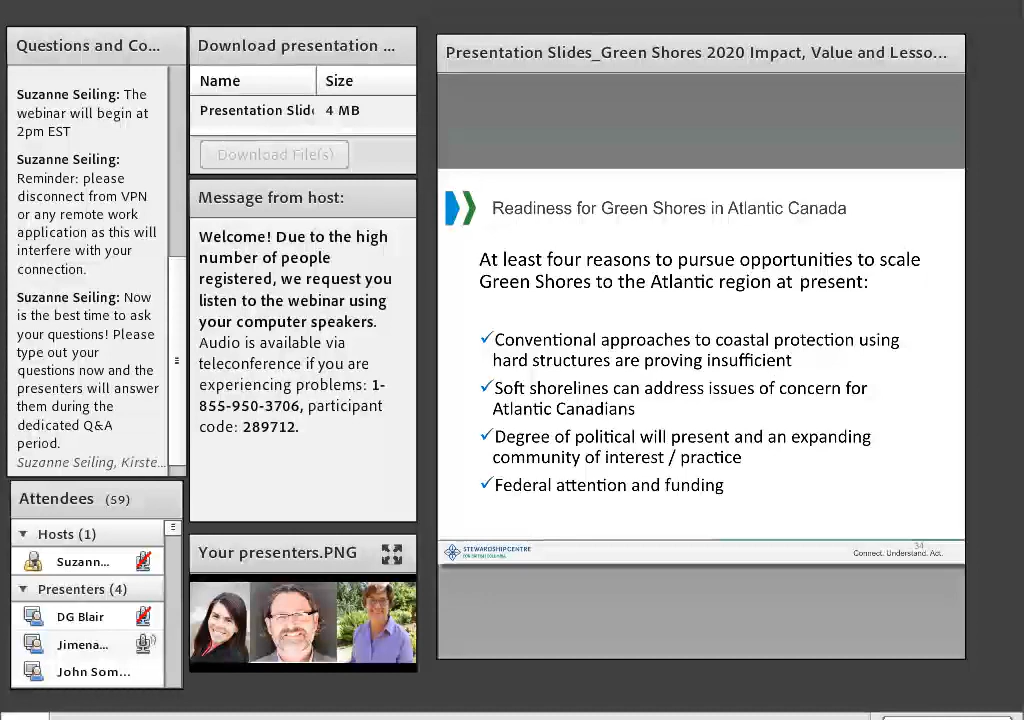 Questions and Co...
Suzanne Seiling: The
webinar will begin at
2pm EST
Suzanne Seiling:
Reminder: please
disconnect from VPN
or any remote work
application as this will
interfere with your
connection.
Suzanne Seiling: Now
is the best time to ask
your questions! Please
type out your
questions now and the
presenters will answer
them during the
dedicated Q&A
period.
Suzanne Seiling, Kirste...
Attendees (59)
Hosts (1)
Suzann...
Presenters (4)
DG Blair
Jimena...
John Som...
Download presentation ...
Name Size
Presentation Slid 4 MB
Download File(s)
Message from host:
Welcome! Due to the high
number of people
registered, we request you
listen to the webinar using
your computer speakers.
Audio is available via
teleconference if you are
experiencing problems: 1-
855-950-3706, participant
code: 289712.
Your presenters.PNG
Presentation Slides_Green Shores 2020 Impact, Value and Lesso...
Readiness for Green Shores in Atlantic Canada
At least four reasons to pursue opportunities to scale
Green Shores to the Atlantic region at present:
✓Conventional approaches to coastal protection using
hard structures are proving insufficient
✓Soft shorelines can address issues of concern for
Atlantic Canadians
✓Degree of political will present and an expanding
community of interest / practice
✓Federal attention and funding
STEWARDSHIP CENTRE
FOR BRITISH COLUMBIA
34
Connect. Understand. Act.